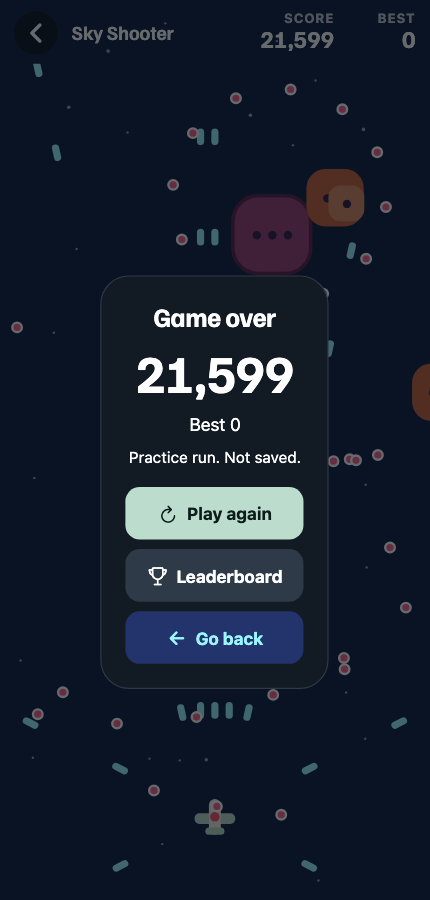 Sky Shooter
SCORE
21,599
BEST
0
Game over
21,599
Best 0
Practice run. Not saved.
Play again
Leaderboard
Go back